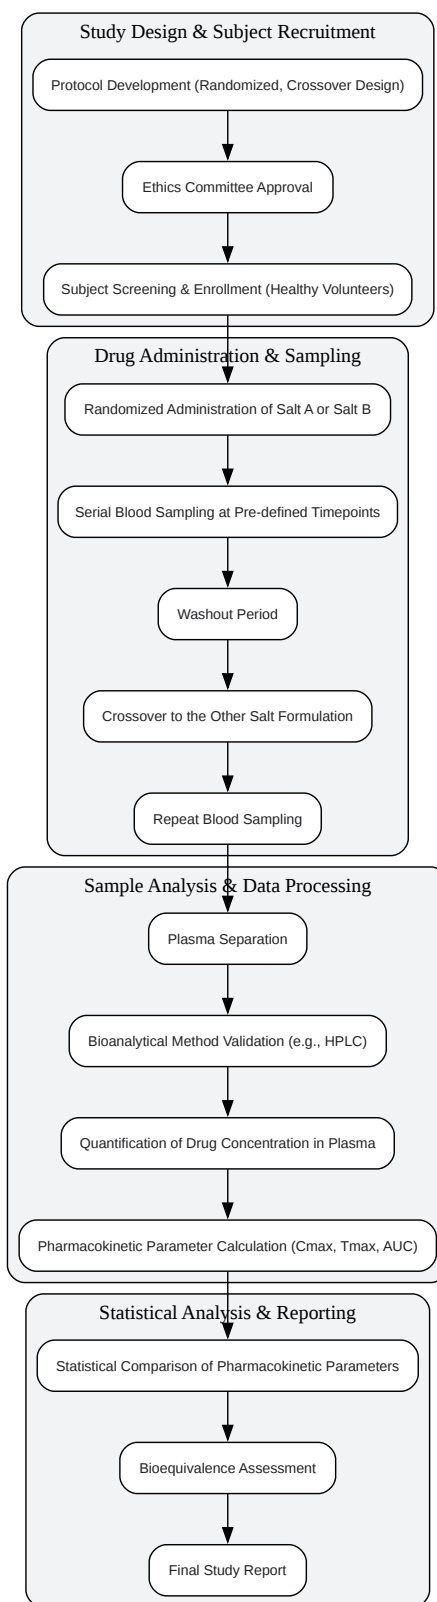 Study Design & Subject Recruitment
Protocol Development (Randomized, Crossover Design)
Ethics Committee Approval
Subject Screening & Enrollment (Healthy Volunteers)
Drug Administration & Sampling
Randomized Administration of Salt A or Salt B
Serial Blood Sampling at Pre-defined Timepoints
Washout Period
Crossover to the Other Salt Formulation
Repeat Blood Sampling
Sample Analysis & Data Processing
Plasma Separation
Bioanalytical Method Validation (e.g., HPLC)
Quantification of Drug Concentration in Plasma
Pharmacokinetic Parameter Calculation (Cmax, Tmax, AUC)
Statistical Analysis & Reporting
Statistical Comparison of Pharmacokinetic Parameters
Bioequivalence Assessment
Final Study Report